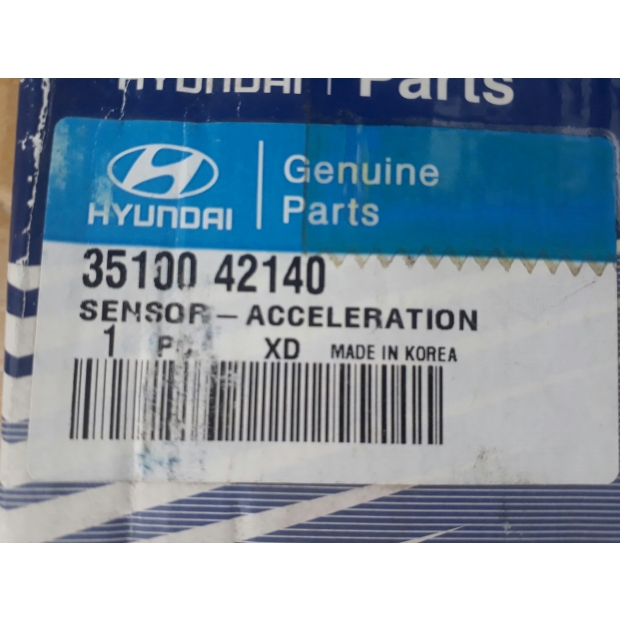 HYUNDAI | Parts
HYUNDAI
Genuine
Parts
35100 42140
SENSOR-ACCELERATION
1 XD MADE IN KOREA